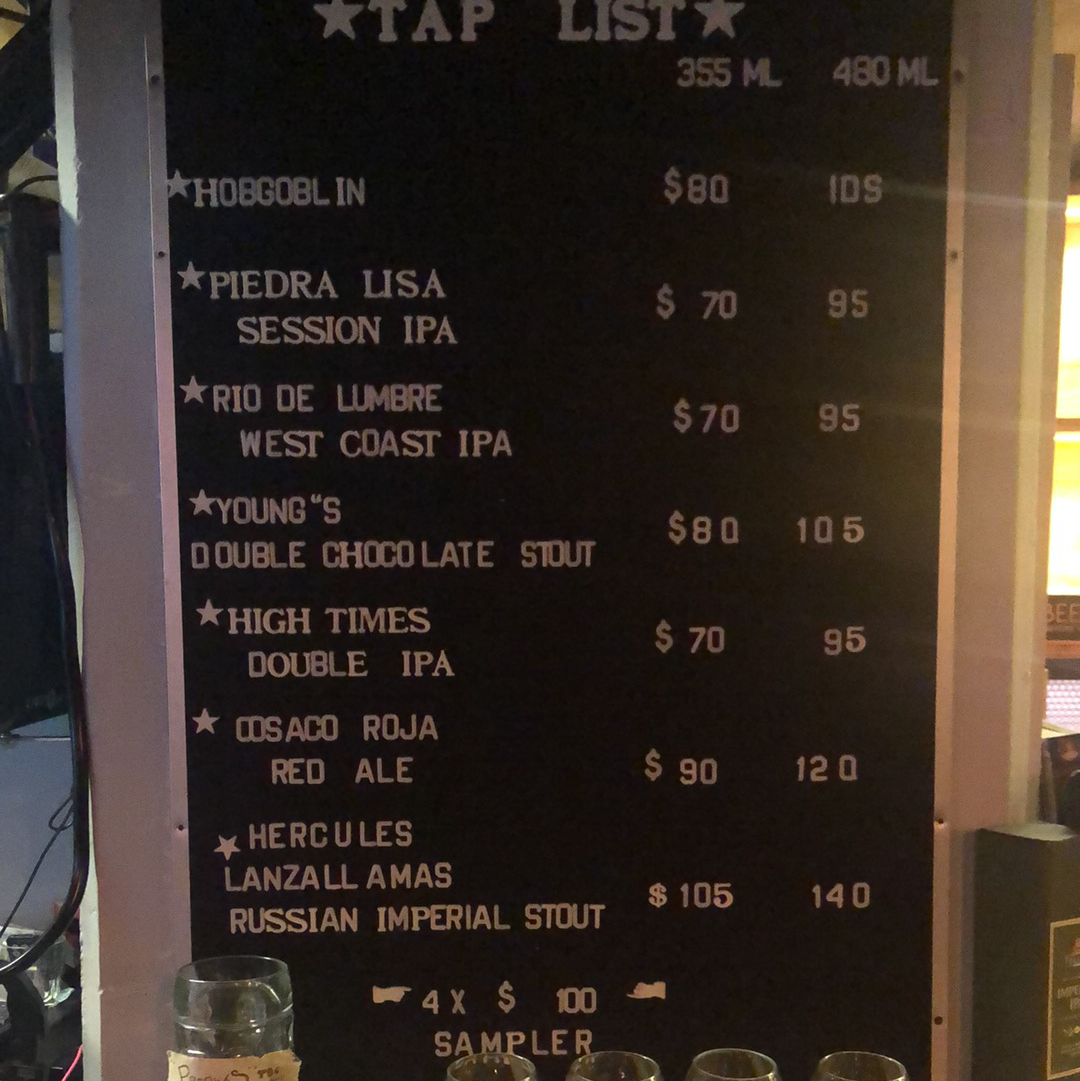 ★TAP LIST★
355 ML 480 ML
★HOBGOBLIN $80 10S
★PIEDRA LISA
SESSION IPA $ 70 95
★RIO DE LUMBRE
WEST COAST IPA $70 95
★YOUNG“S
DOUBLE CHOCOLATE STOUT $80 105
★HIGH TIMES
DOUBLE IPA $ 70 95
★COSACO ROJA
RED ALE $ 90 120
★HERCULES
LANZALLAMAS
RUSSIAN IMPERIAL STOUT $ 105 140
4 X $ 100
SAMPLER